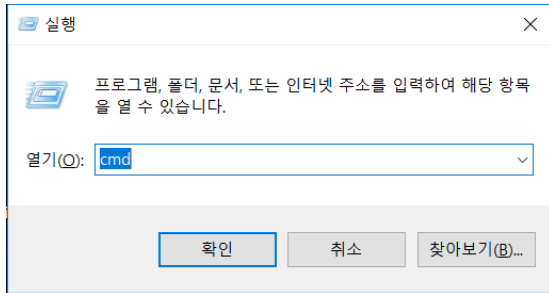 실행
프로그램, 폴더, 문서, 또는 인터넷 주소를 입력하여 해당 항목
을 열 수 있습니다.
열기(O): cmd
확인 취소 찾아보기(B)...